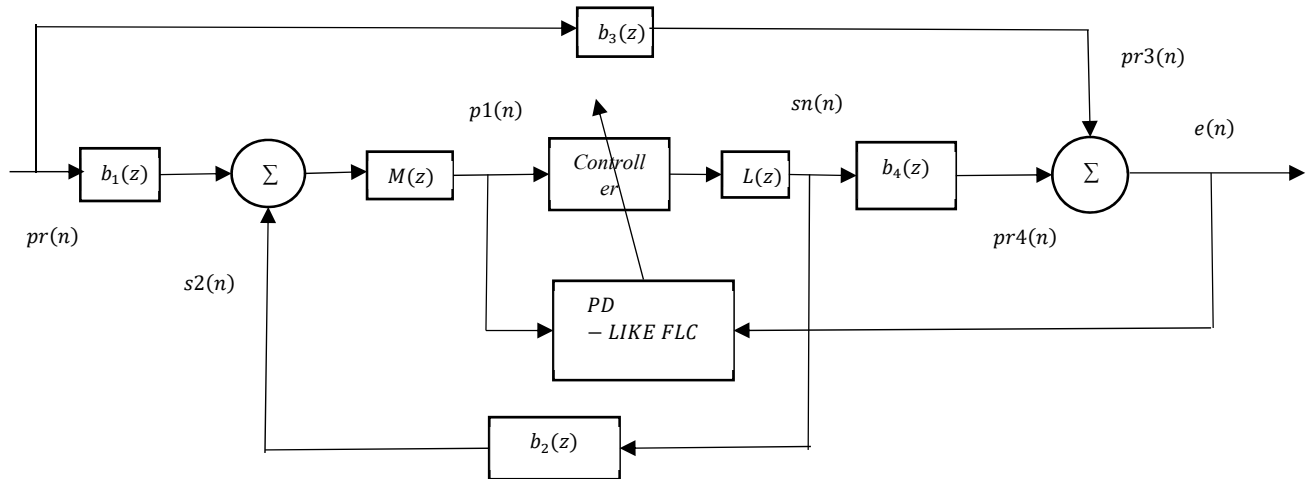 b₃(z)
pr3(n)
p1(n)
sn(n)
e(n)
b₁(z)
Σ
M(z)
Controll
er
L(z)
b₄(z)
Σ
pr(n)
pr4(n)
s2(n)
PD
− LIKE FLC
b₂(z)